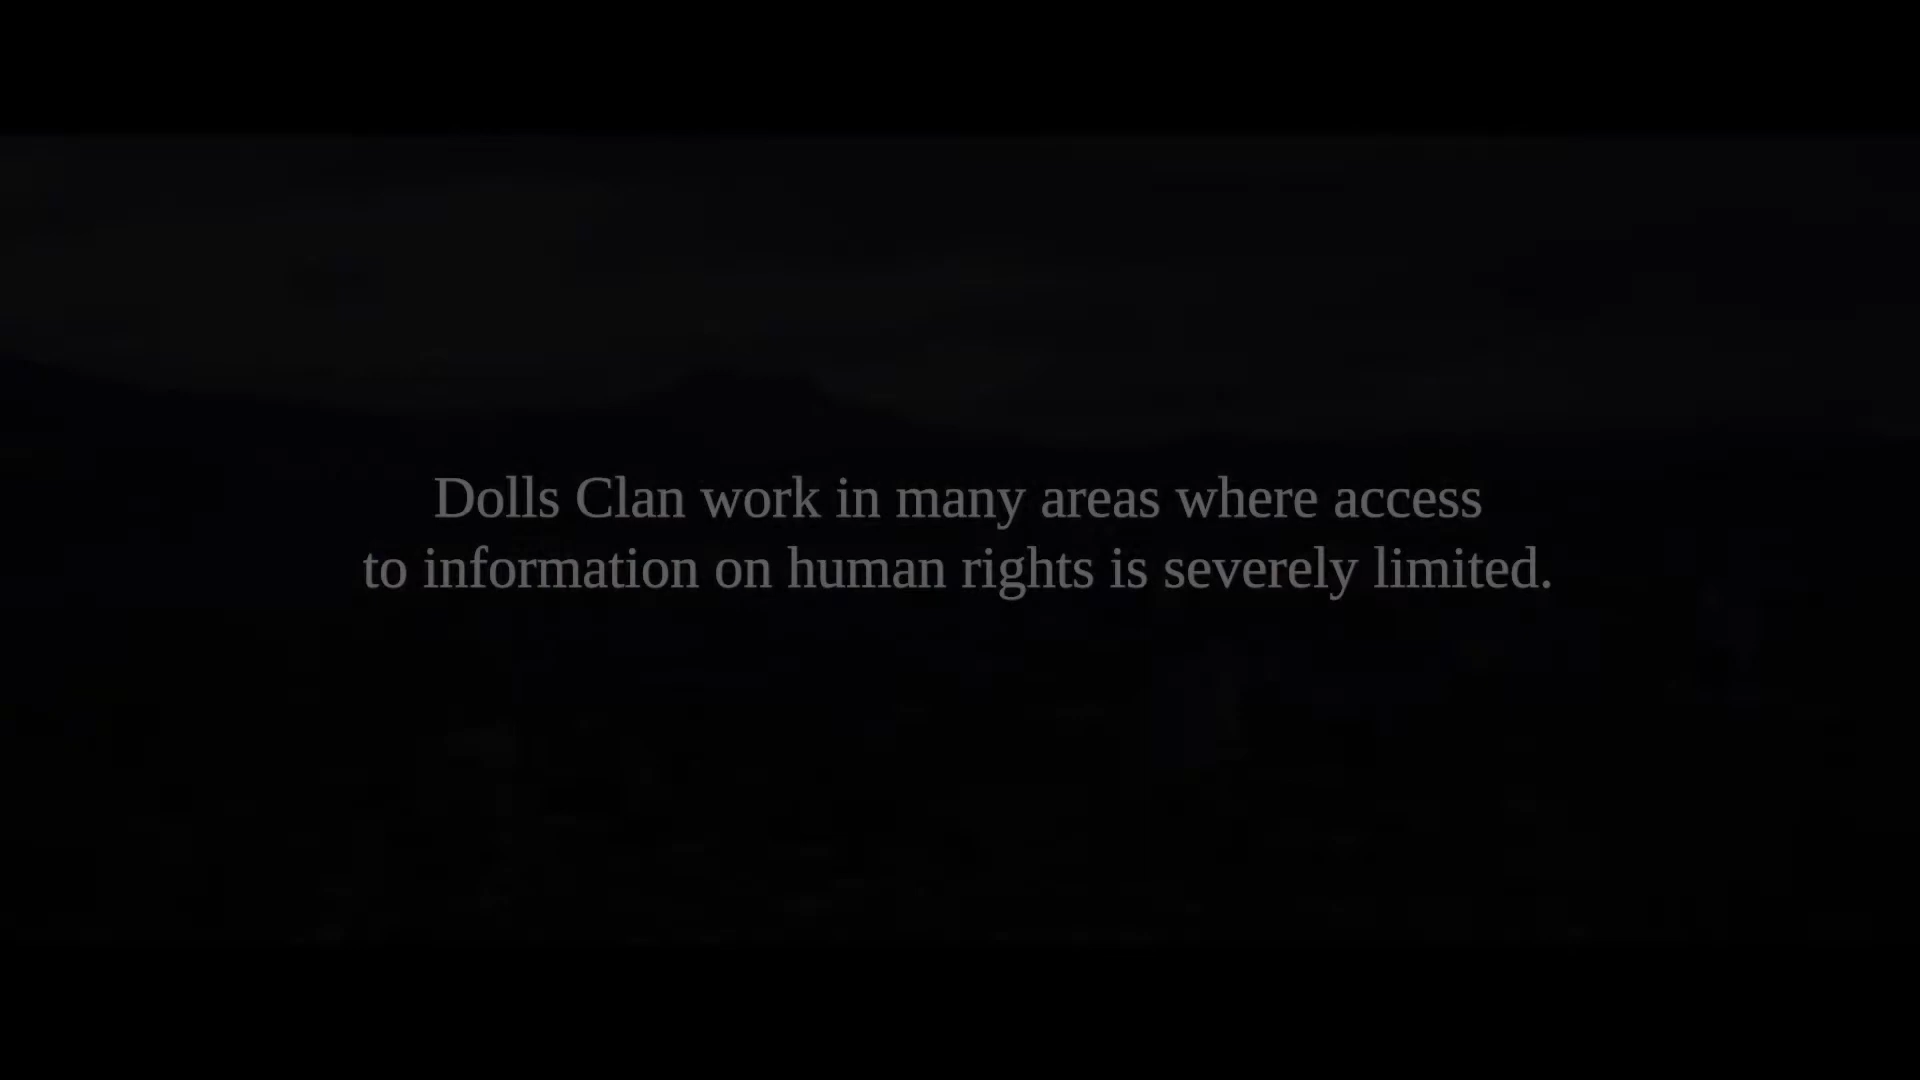 Dolls Clan work in many areas where access
to information on human rights is severely limited.